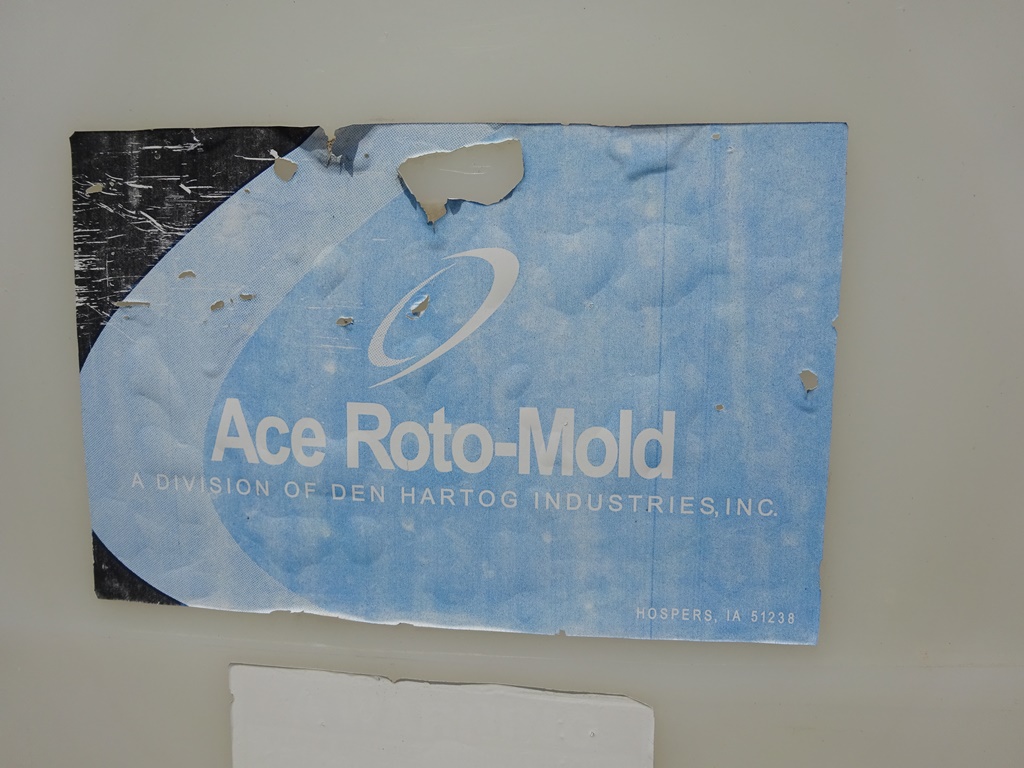 Ace Roto-Mold
A DIVISION OF DEN HARTOG INDUSTRIES, INC.
HOSPERS, IA 51238